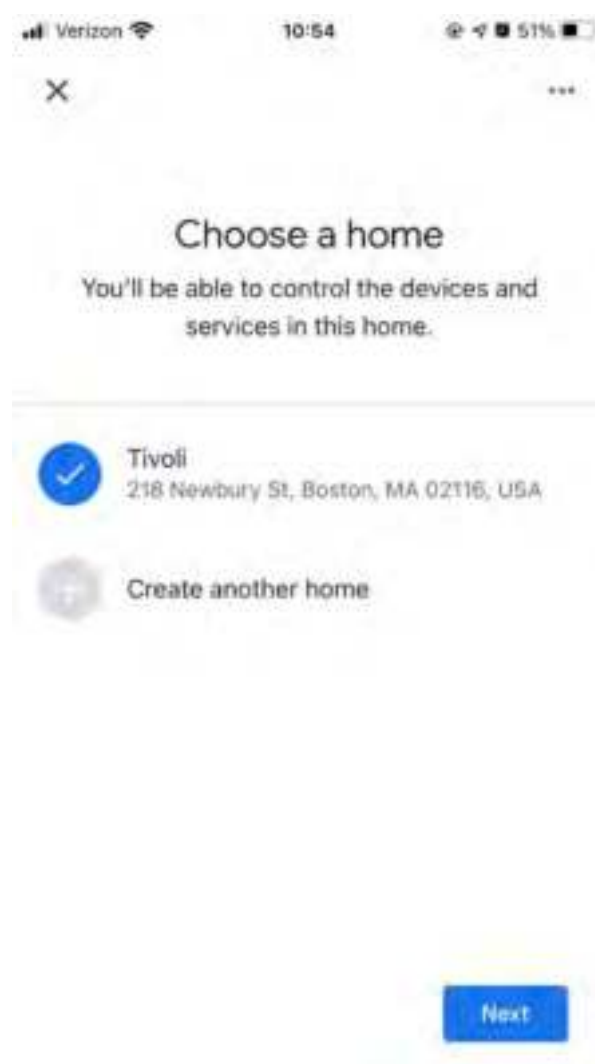 Verizon 10:54 51%
Choose a home
You'll be able to control the devices and
services in this home.
Tivoli
218 Newbury St, Boston, MA 02116, USA
Create another home
Next